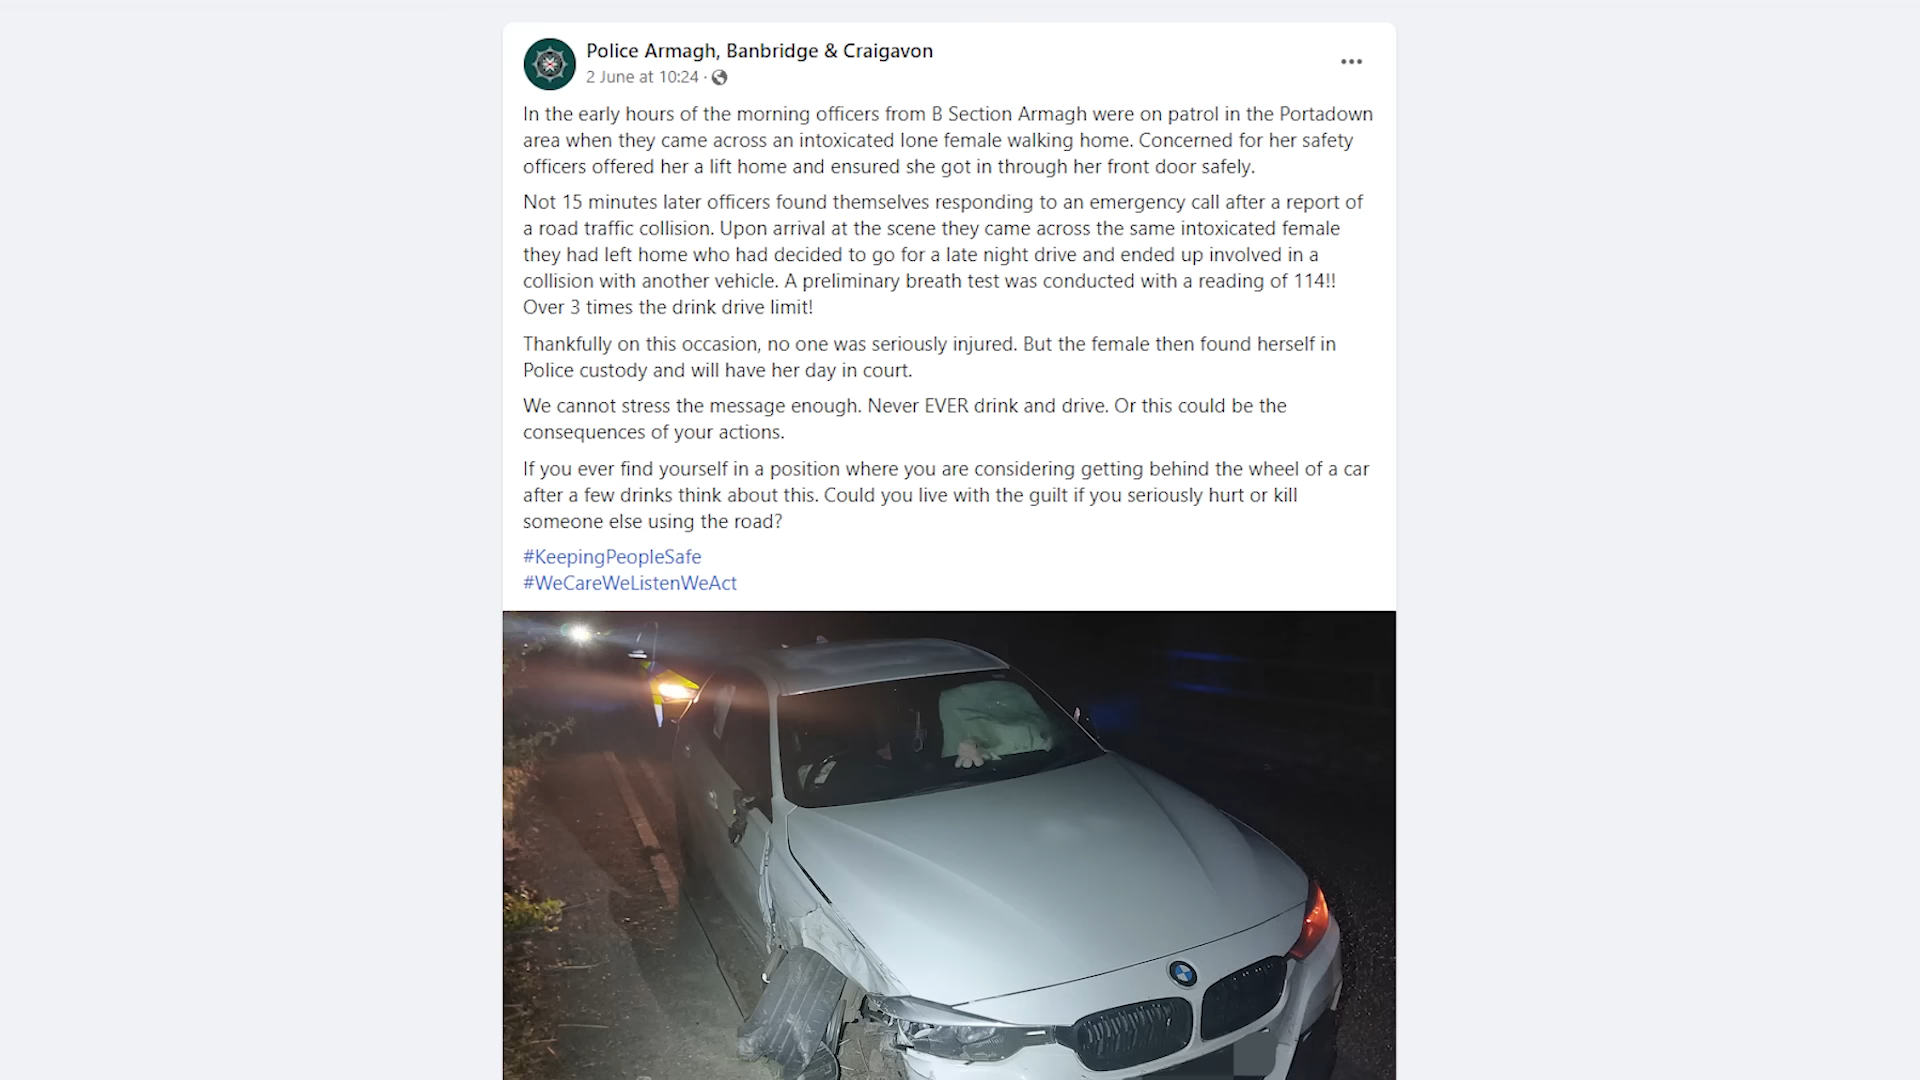 Police Armagh, Banbridge & Craigavon
2 June at 10:24 ·
In the early hours of the morning officers from B Section Armagh were on patrol in the Portadown
area when they came across an intoxicated lone female walking home. Concerned for her safety
officers offered her a lift home and ensured she got in through her front door safely.
Not 15 minutes later officers found themselves responding to an emergency call after a report of
a road traffic collision. Upon arrival at the scene they came across the same intoxicated female
they had left home who had decided to go for a late night drive and ended up involved in a
collision with another vehicle. A preliminary breath test was conducted with a reading of 114!!
Over 3 times the drink drive limit!
Thankfully on this occasion, no one was seriously injured. But the female then found herself in
Police custody and will have her day in court.
We cannot stress the message enough. Never EVER drink and drive. Or this could be the
consequences of your actions.
If you ever find yourself in a position where you are considering getting behind the wheel of a car
after a few drinks think about this. Could you live with the guilt if you seriously hurt or kill
someone else using the road?
#KeepingPeopleSafe
#WeCareWeListenWeAct